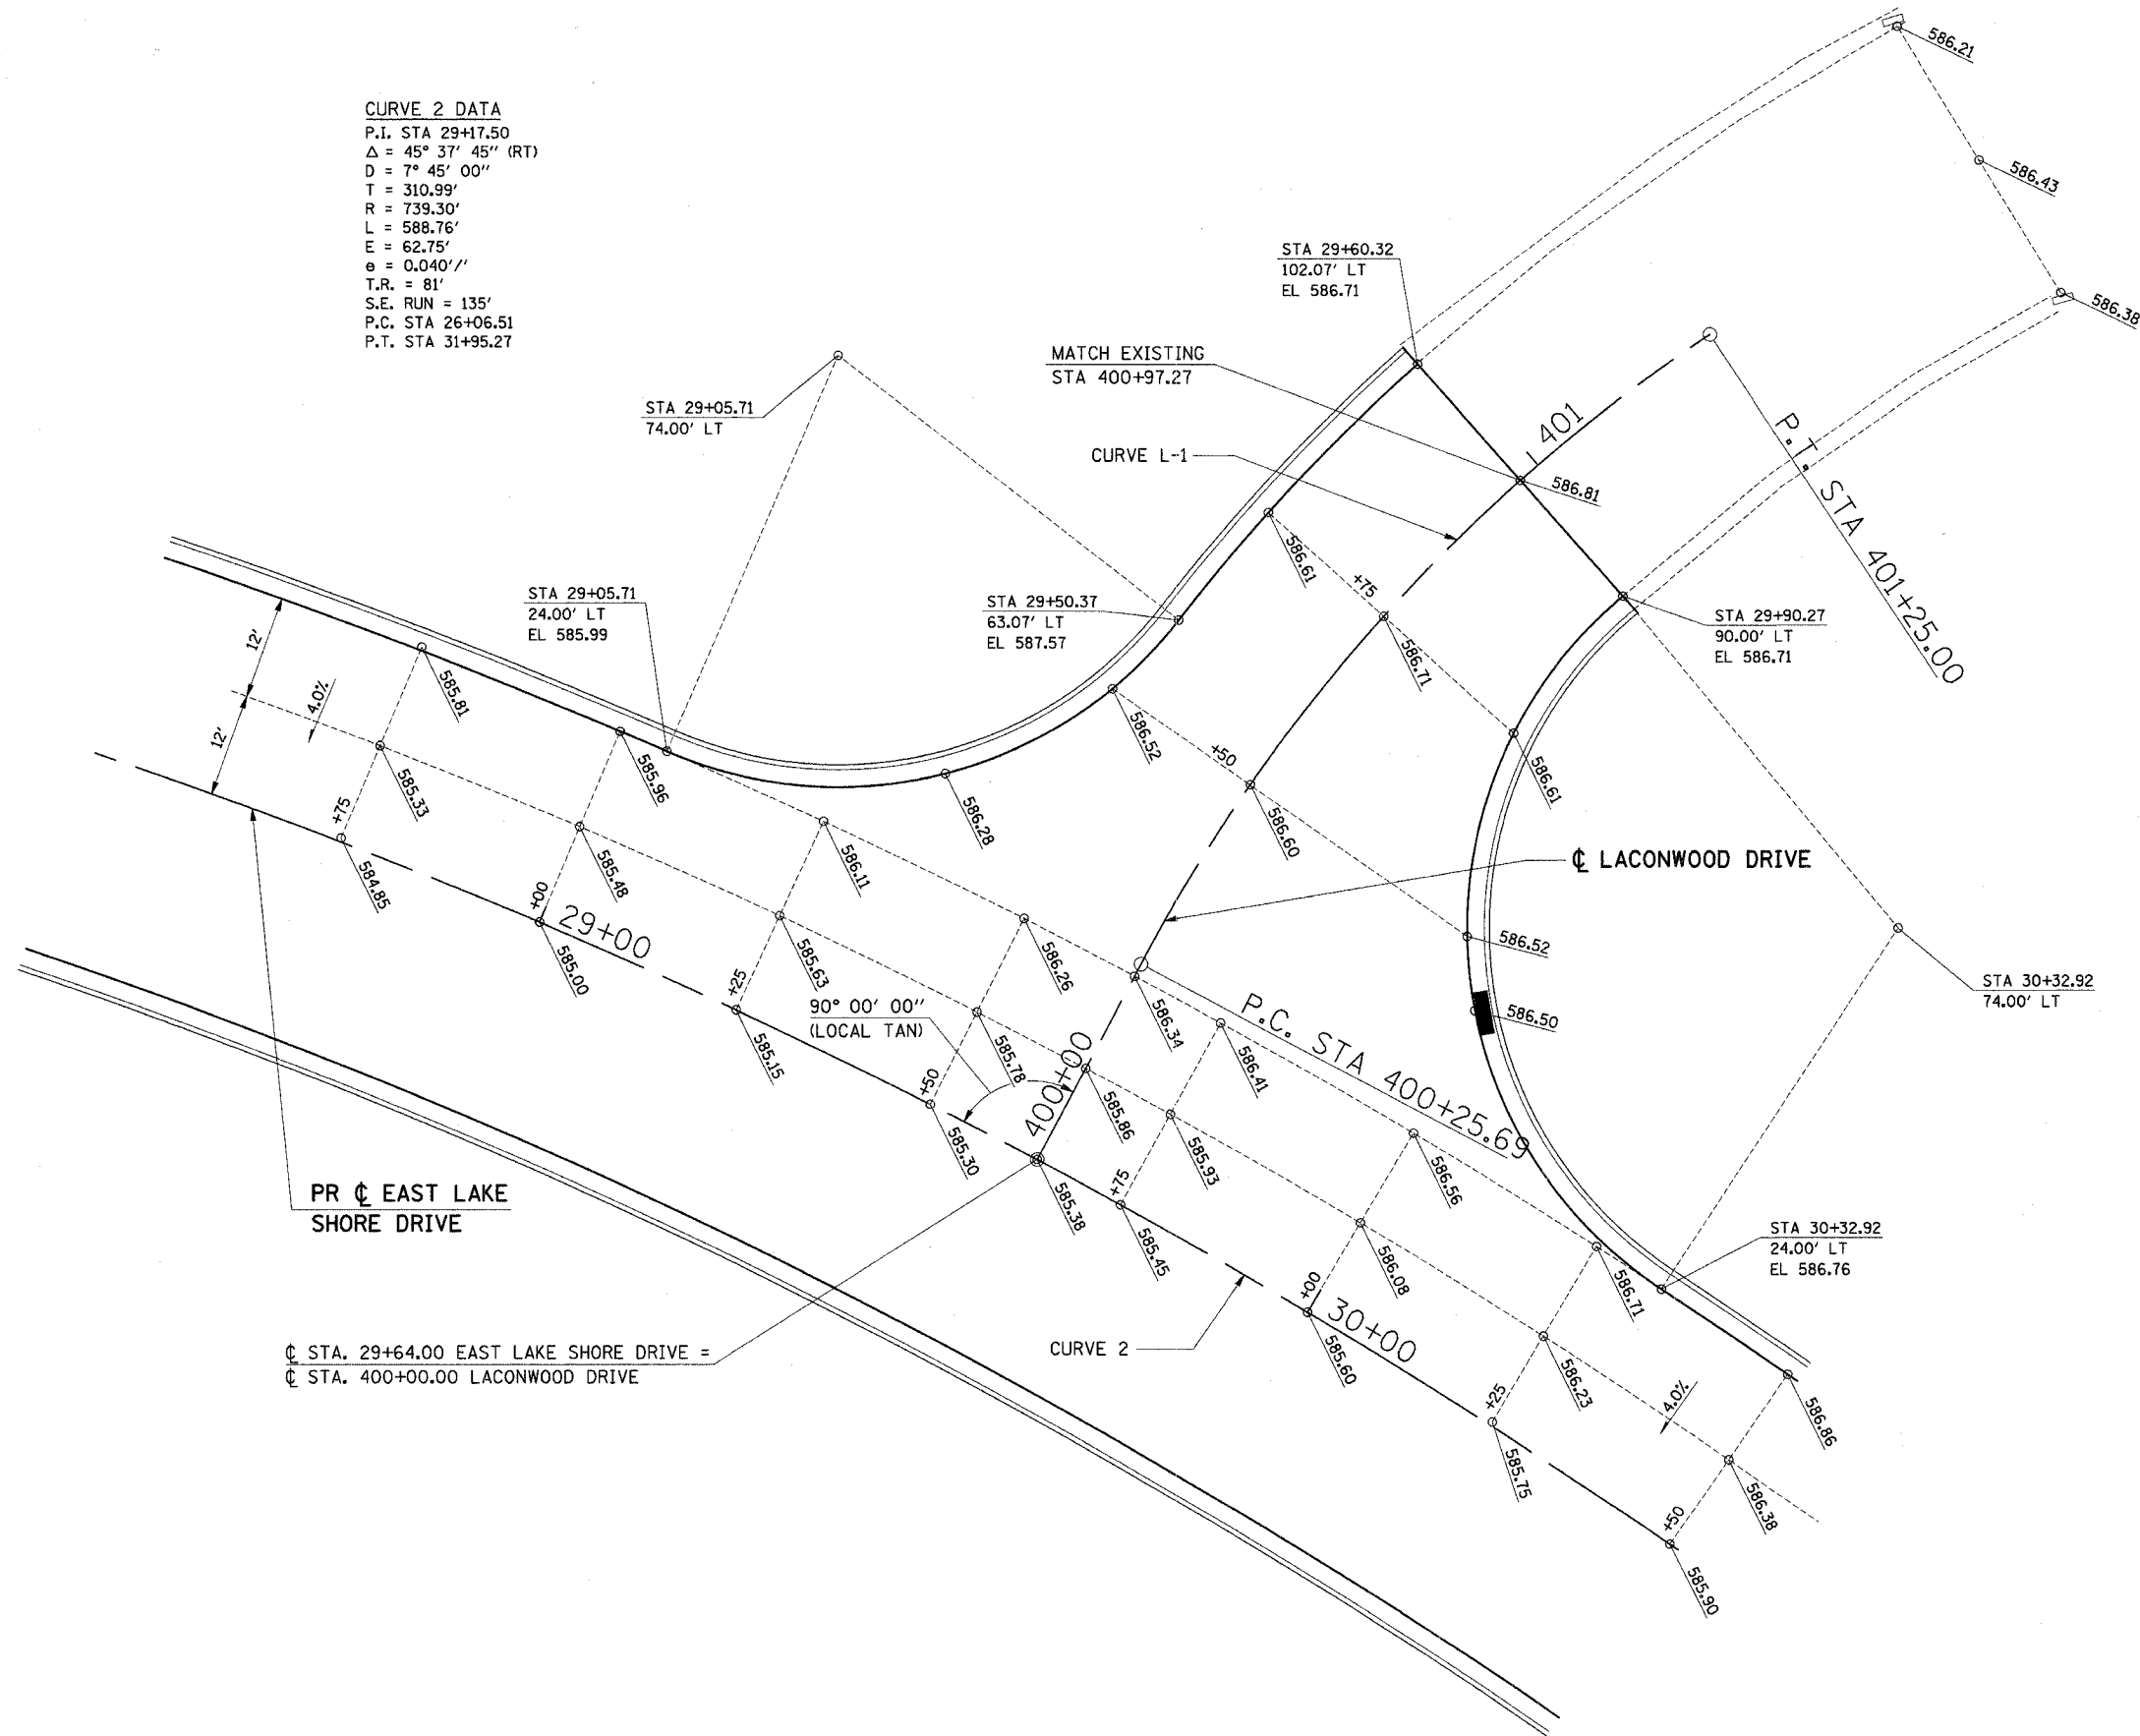 CURVE 2 DATA
P.I. STA 29+17.50
Δ = 45° 37' 45'' (RT)
D = 7° 45' 00''
T = 310.99'
R = 739.30'
L = 588.76'
E = 62.75'
e = 0.040'/'
T.R. = 81'
S.E. RUN = 135'
P.C. STA 26+06.51
P.T. STA 31+95.27
586.21
586.43
586.38
STA 29+60.32
102.07' LT
EL 586.71
MATCH EXISTING
STA 400+97.27
STA 29+05.71
74.00' LT
CURVE L-1
401
586.81
P.T. STA 401+25.00
586.61
+75
586.71
STA 29+05.71
24.00' LT
EL 585.99
STA 29+50.37
63.07' LT
EL 587.57
STA 29+90.27
90.00' LT
EL 586.71
12'
12'
4.0%
585.81
585.33
+75
584.85
585.96
585.48
+00
29+00
585.00
586.28
586.52
+50
586.60
586.61
℄ LACONWOOD DRIVE
586.11
585.63
+25
585.15
586.26
585.78
+50
585.30
90° 00' 00''
(LOCAL TAN)
586.52
586.50
STA 30+32.92
74.00' LT
P.C. STA 400+25.69
586.34
400+00
585.86
585.38
586.41
585.93
+75
585.45
586.56
586.08
+00
30+00
585.60
PR ℄ EAST LAKE
SHORE DRIVE
STA 30+32.92
24.00' LT
EL 586.76
586.71
586.23
+25
585.75
4.0%
586.86
586.38
+50
585.90
CURVE 2
℄ STA. 29+64.00 EAST LAKE SHORE DRIVE =
℄ STA. 400+00.00 LACONWOOD DRIVE